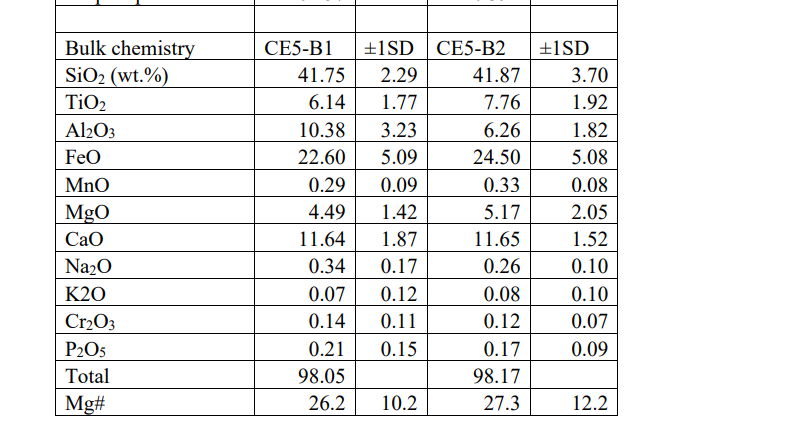 Bulk chemistry CE5-B1 ±1SD CE5-B2 ±1SD
SiO₂ (wt.%) 41.75 2.29 41.87 3.70
TiO₂ 6.14 1.77 7.76 1.92
Al₂O₃ 10.38 3.23 6.26 1.82
FeO 22.60 5.09 24.50 5.08
MnO 0.29 0.09 0.33 0.08
MgO 4.49 1.42 5.17 2.05
CaO 11.64 1.87 11.65 1.52
Na₂O 0.34 0.17 0.26 0.10
K2O 0.07 0.12 0.08 0.10
Cr₂O₃ 0.14 0.11 0.12 0.07
P₂O₅ 0.21 0.15 0.17 0.09
Total 98.05 98.17
Mg# 26.2 10.2 27.3 12.2